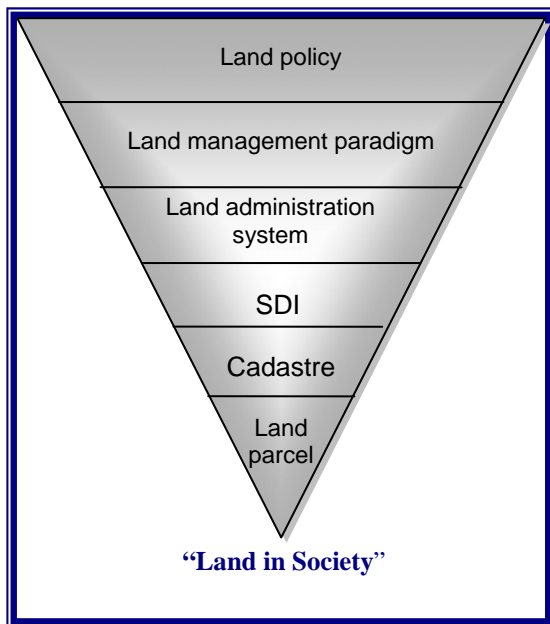 Land policy
Land management paradigm
Land administration
system
SDI
Cadastre
Land
parcel
“Land in Society”